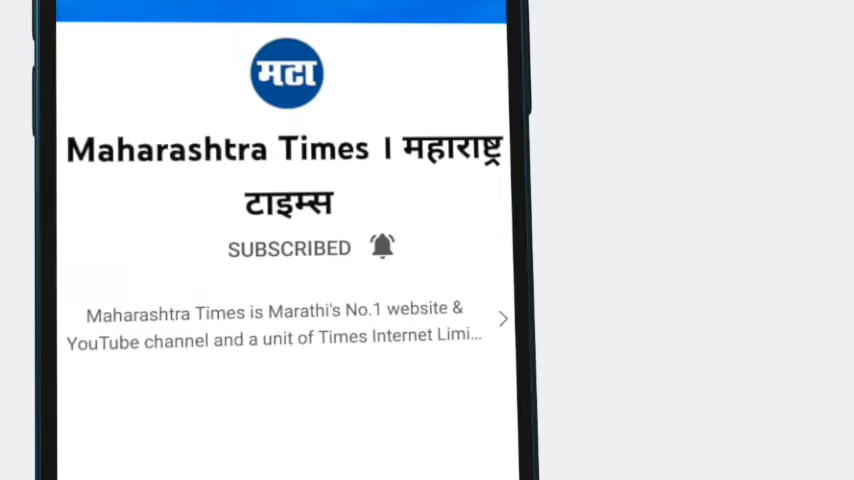 मटा
Maharashtra Times । महाराष्ट्र
टाइम्स
SUBSCRIBED
Maharashtra Times is Marathi's No.1 website &
YouTube channel and a unit of Times Internet Limi...